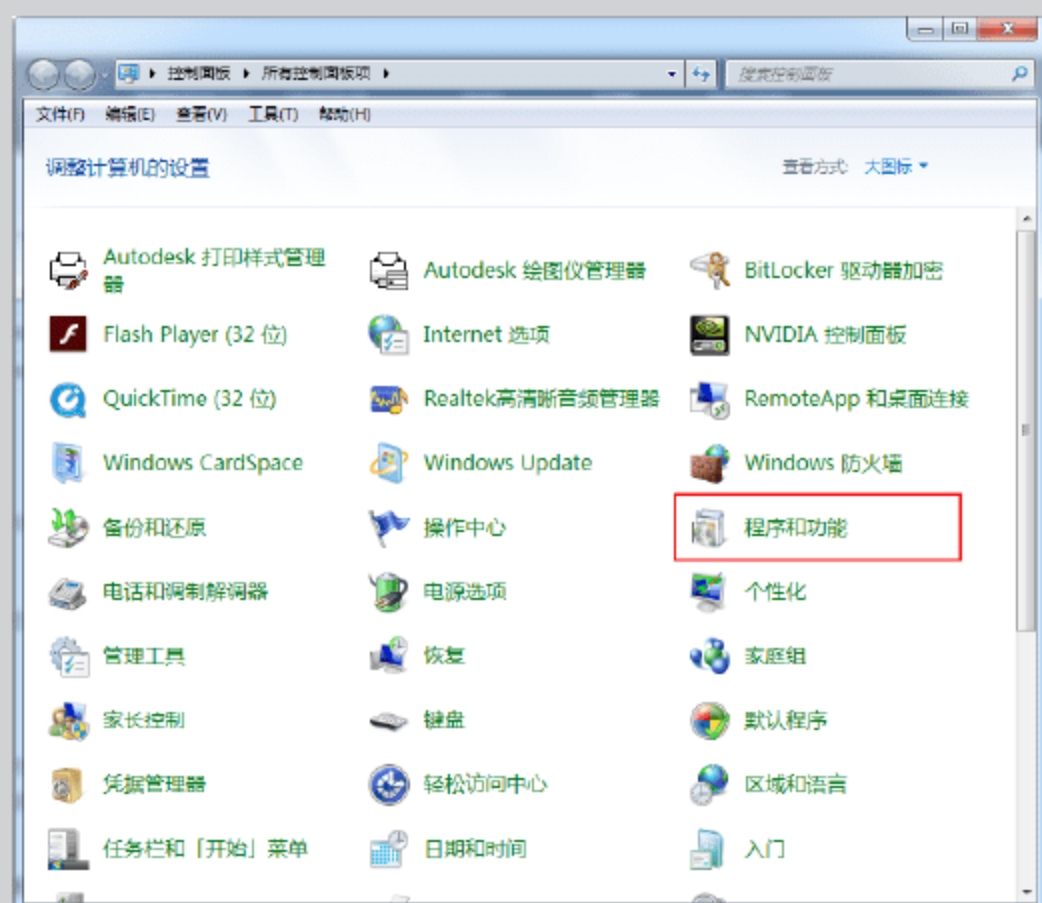 控制面板 所有控制面板项
搜索控制面板
文件(F) 编辑(E) 查看(V) 工具(T) 帮助(H)
调整计算机的设置
查看方式: 大图标
Autodesk 打印样式管理
器
Autodesk 绘图仪管理器
BitLocker 驱动器加密
Flash Player (32 位)
Internet 选项
NVIDIA 控制面板
QuickTime (32 位)
Realtek高清晰音频管理器
RemoteApp 和桌面连接
Windows CardSpace
Windows Update
Windows 防火墙
备份和还原
操作中心
程序和功能
电话和调制解调器
电源选项
个性化
管理工具
恢复
家庭组
家长控制
键盘
默认程序
凭据管理器
轻松访问中心
区域和语言
任务栏和「开始」菜单
日期和时间
入门